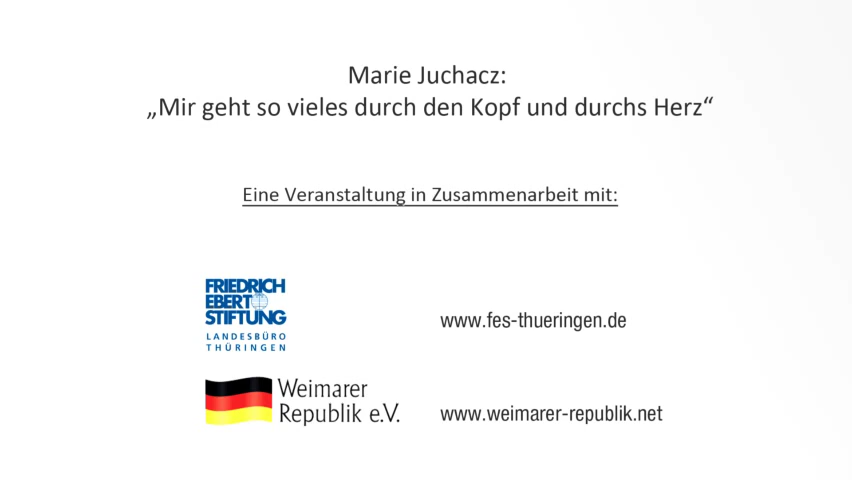 Marie Juchacz:
„Mir geht so vieles durch den Kopf und durchs Herz“
Eine Veranstaltung in Zusammenarbeit mit:
FRIEDRICH
EBERT
STIFTUNG
LANDESBÜRO
THÜRINGEN
www.fes-thueringen.de
Weimarer
Republik e.V.
www.weimarer-republik.net